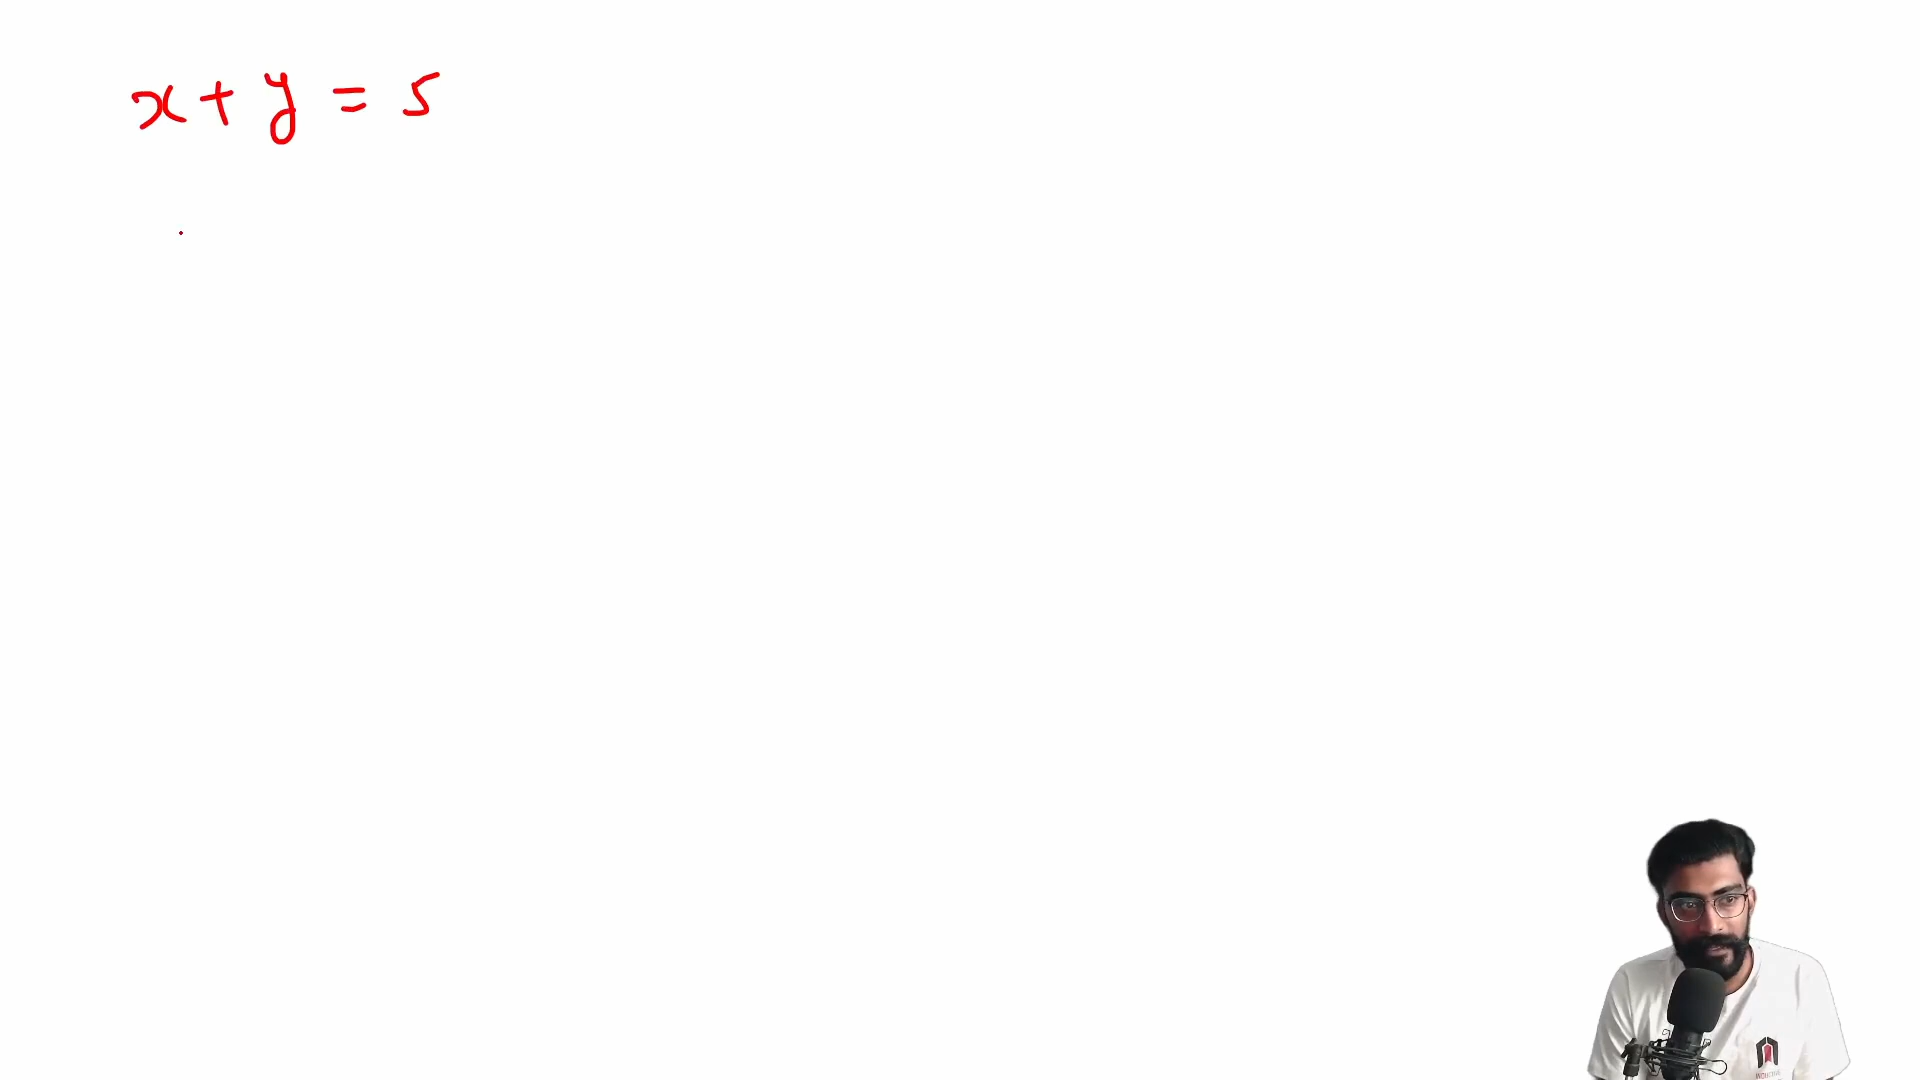 x + y = 5